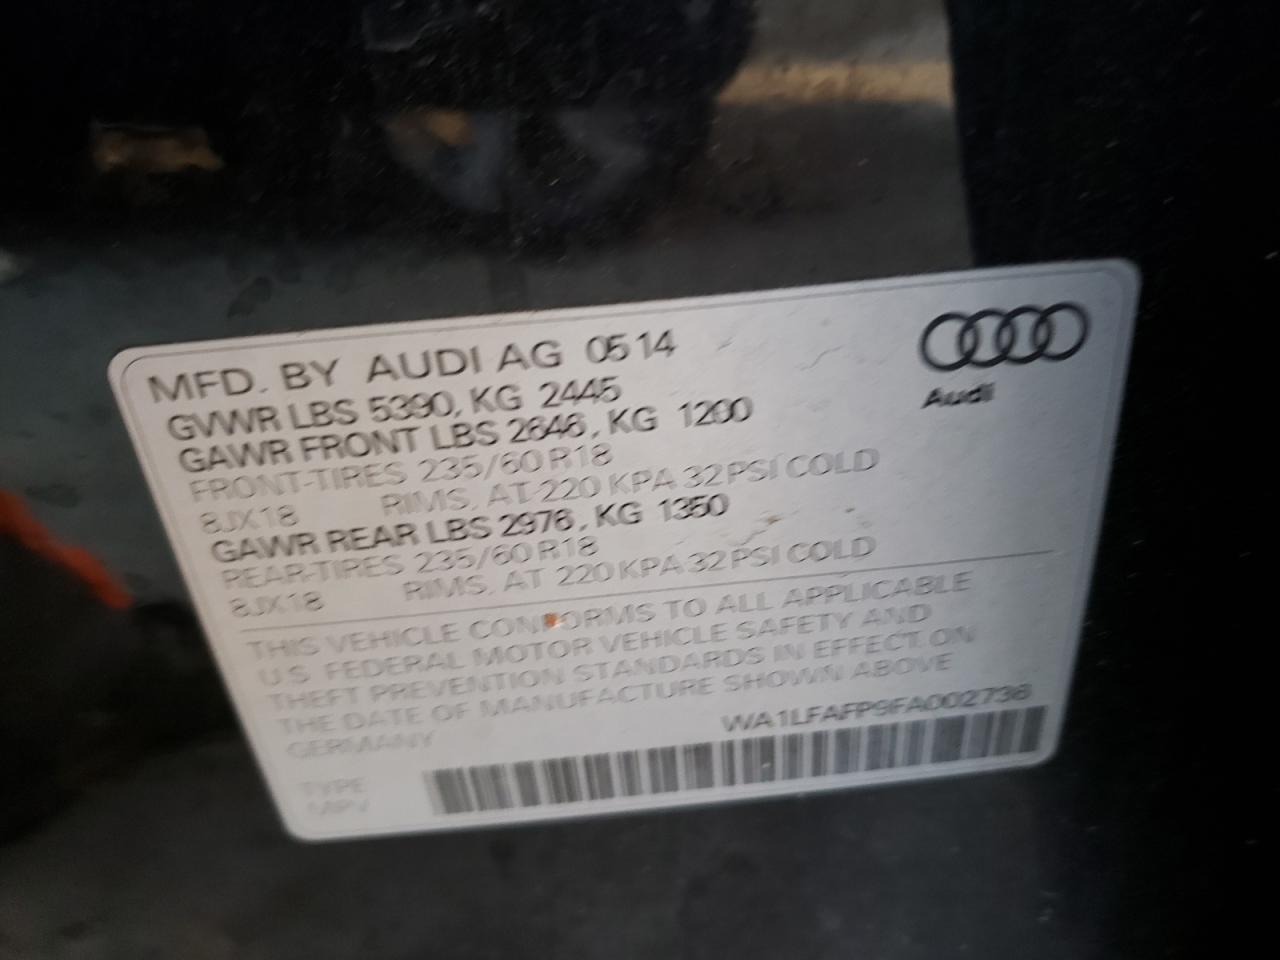 MFD. BY AUDI AG 0514
GVWR LBS 5390, KG 2445
GAWR FRONT LBS 2646, KG 1200
FRONT-TIRES 235/60 R18
8JX18 RIMS, AT 220 KPA 32 PSI COLD
GAWR REAR LBS 2976, KG 1350
REAR-TIRES 235/60 R18
8JX18 RIMS, AT 220 KPA 32 PSI COLD
THIS VEHICLE CONFORMS TO ALL APPLICABLE
U.S. FEDERAL MOTOR VEHICLE SAFETY AND
THEFT PREVENTION STANDARDS IN EFFECT ON
THE DATE OF MANUFACTURE SHOWN ABOVE
GERMANY WA1LFAFP9FA002738
TYPE
MPV
Audi